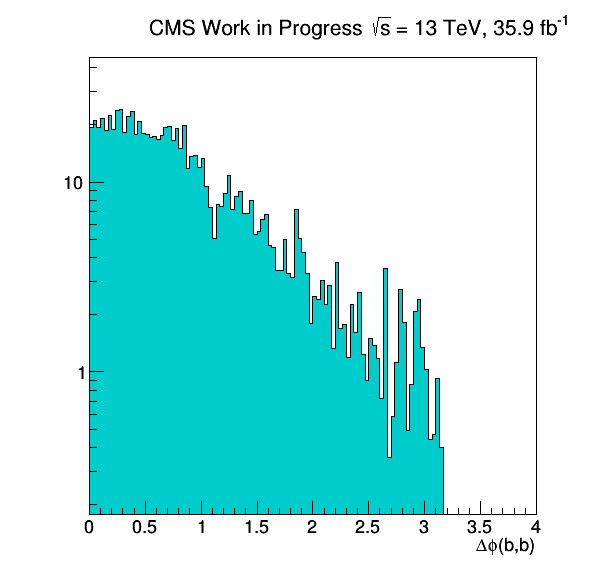 CMS Work in Progress √s = 13 TeV, 35.9 fb⁻¹
10
1
0 0.5 1 1.5 2 2.5 3 3.5 4
Δϕ(b,b)